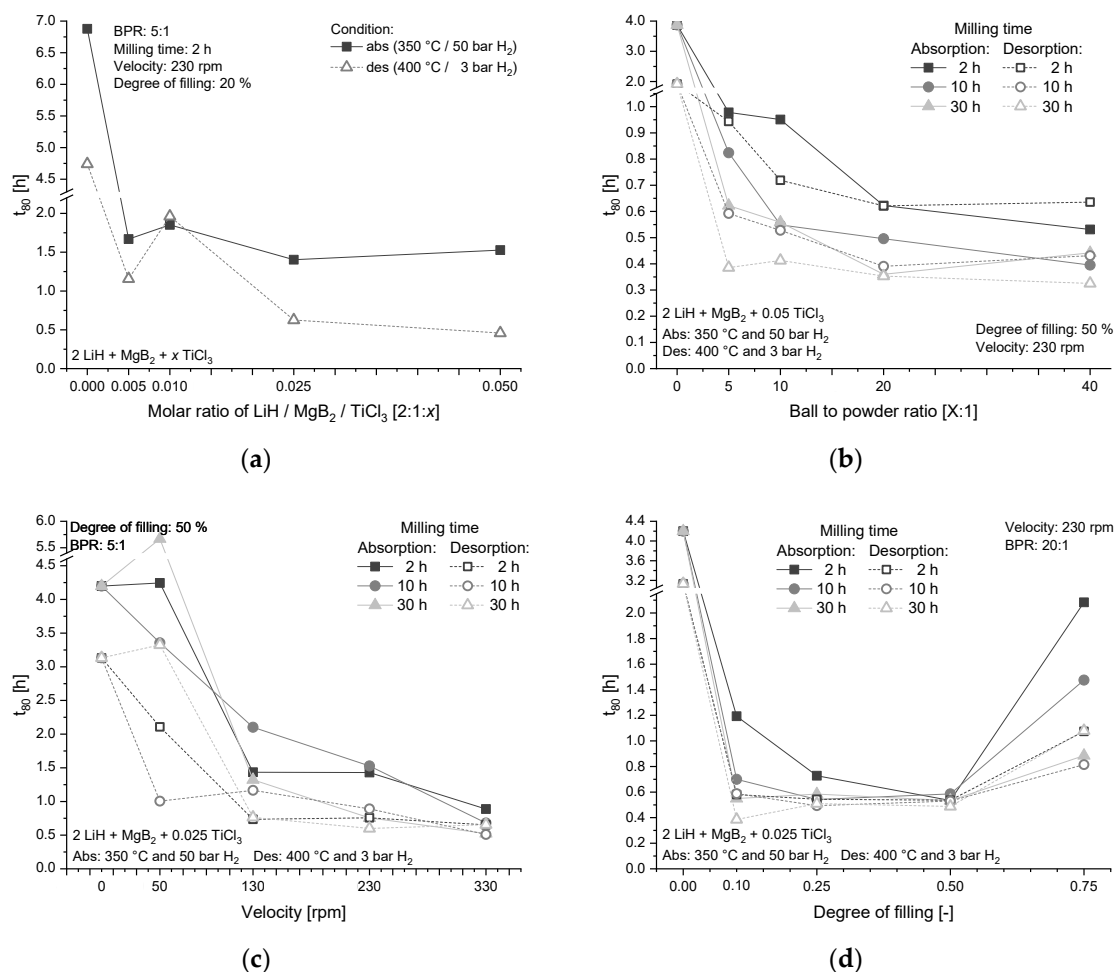 (a)
7.0
6.5
6.0
5.5
5.0
4.5
2.0
1.5
1.0
0.5
0.0
t80 [h]
BPR: 5:1
Milling time: 2 h
Velocity: 230 rpm
Degree of filling: 20 %
Condition:
abs (350 °C / 50 bar H2)
des (400 °C / 3 bar H2)
2 LiH + MgB2 + x TiCl3
0.000 0.005 0.010 0.025 0.050
Molar ratio of LiH / MgB2 / TiCl3 [2:1:x]
(b)
4.0
3.0
2.0
1.0
0.8
0.6
0.4
0.2
0.0
t80 [h]
Milling time
Absorption: Desorption:
2 h 2 h
10 h 10 h
30 h 30 h
2 LiH + MgB2 + 0.05 TiCl3
Abs: 350 °C and 50 bar H2
Des: 400 °C and 3 bar H2
Degree of filling: 50 %
Velocity: 230 rpm
0 5 10 20 40
Ball to powder ratio [X:1]
(c)
6.0
5.5
4.5
4.0
3.5
3.0
2.5
2.0
1.5
1.0
0.5
0.0
t80 [h]
Degree of filling: 50 %
BPR: 5:1
Milling time
Absorption: Desorption:
2 h 2 h
10 h 10 h
30 h 30 h
2 LiH + MgB2 + 0.025 TiCl3
Abs: 350 °C and 50 bar H2 Des: 400 °C and 3 bar H2
0 50 130 230 330
Velocity [rpm]
(d)
4.4
4.0
3.6
3.2
2.0
1.8
1.6
1.4
1.2
1.0
0.8
0.6
0.4
0.2
0.0
t80 [h]
Milling time
Absorption: Desorption:
2 h 2 h
10 h 10 h
30 h 30 h
Velocity: 230 rpm
BPR: 20:1
2 LiH + MgB2 + 0.025 TiCl3
Abs: 350 °C and 50 bar H2 Des: 400 °C and 3 bar H2
0.00 0.10 0.25 0.50 0.75
Degree of filling [-]